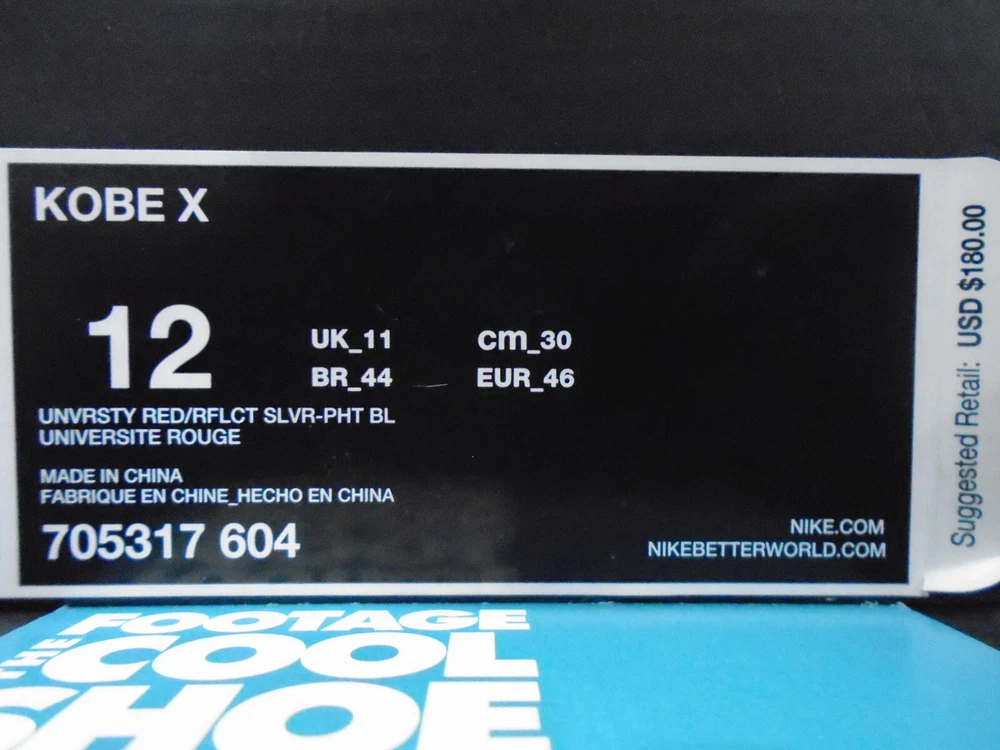 KOBE X
12
UK_11
cm_30
BR_44
EUR_46
UNVRSTY RED/RFLCT SLVR-PHT BL
UNIVERSITE ROUGE
MADE IN CHINA
FABRIQUE EN CHINE_HECHO EN CHINA
705317 604
NIKE.COM
NIKEBETTERWORLD.COM
Suggested Retail: USD $180.00
FOOTAGE
THE COOL
SHOE